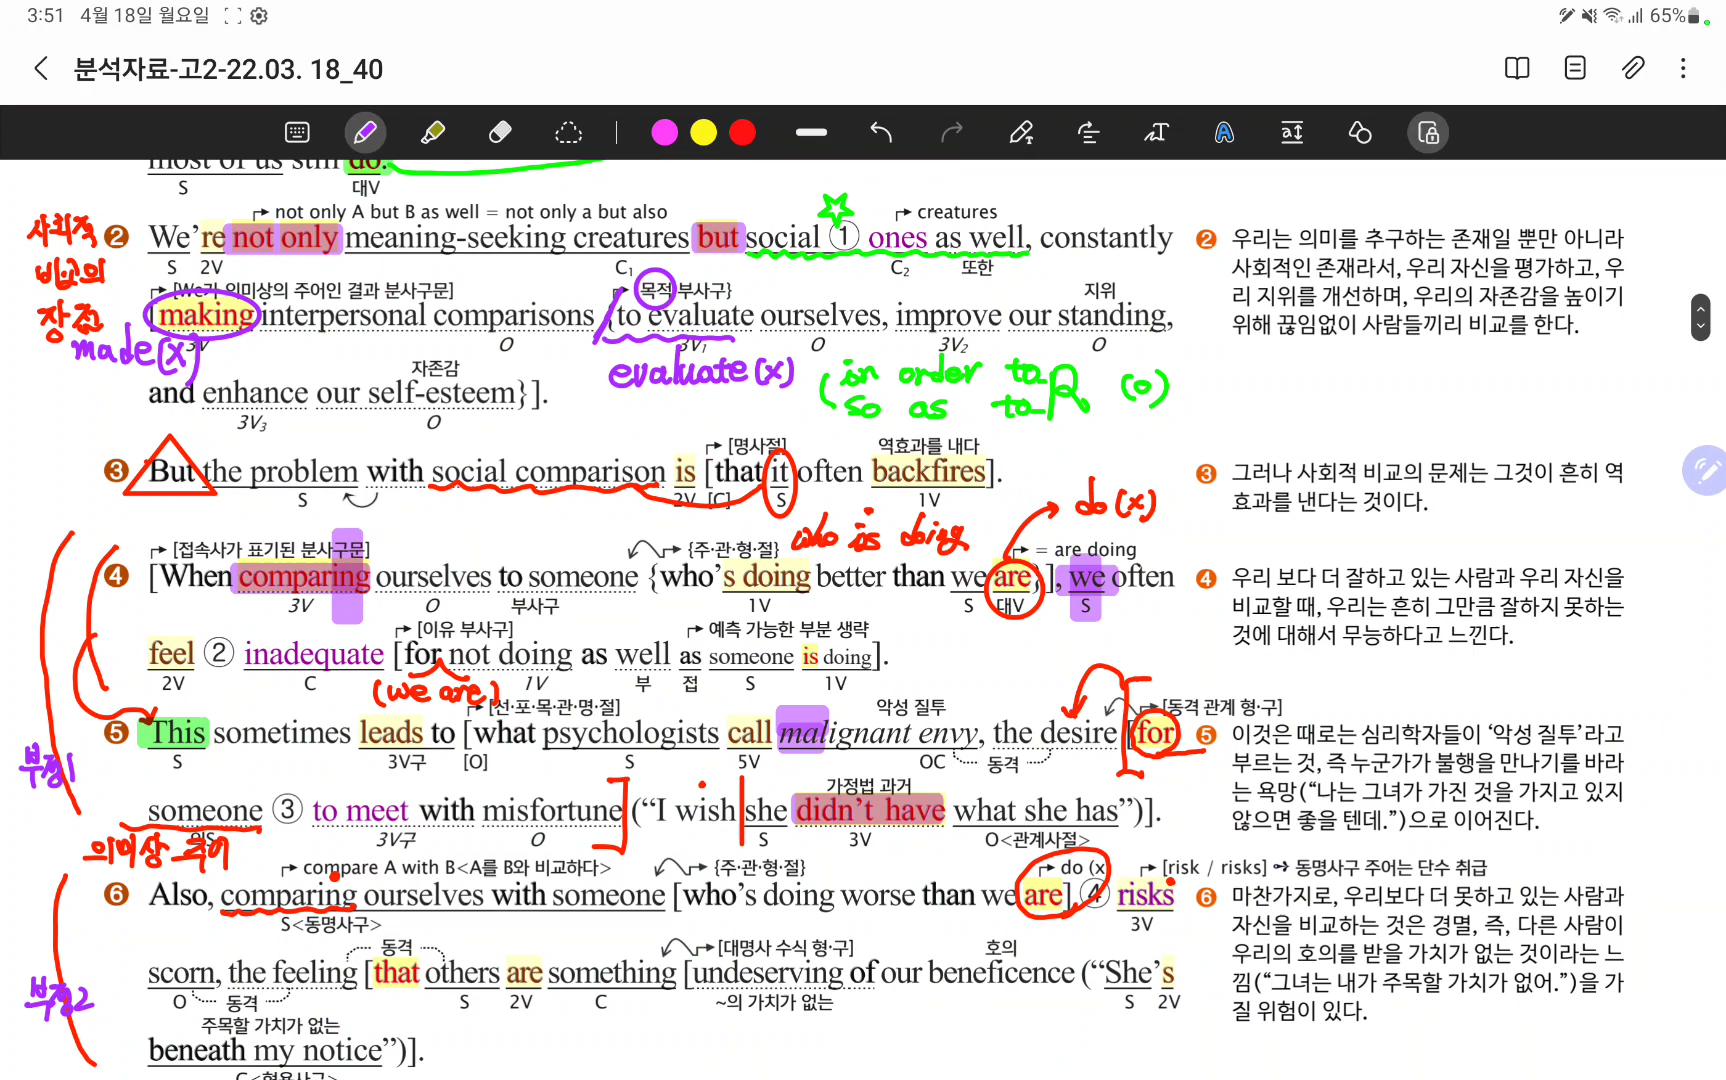 3:51 4월 18일 월요일 65%
분석자료-고2-22.03. 18_40
most of us still do.
S 대V
not only A but B as well = not only a but also creatures
사회적 비교의 장점
❷ We're not only meaning-seeking creatures but social ① ones as well, constantly
S 2V C₁ C₂ 또한
[We가 의미상의 주어인 결과 분사구문] 목적 부사구} 지위
[making interpersonal comparisons {to evaluate ourselves, improve our standing,
3V O 3V₁ O 3V₂ O
made(x) evaluate(x) (in order to R (o)
so as to
자존감
and enhance our self-esteem}].
3V₃ O
❷ 우리는 의미를 추구하는 존재일 뿐만 아니라
사회적인 존재라서, 우리 자신을 평가하고, 우
리 지위를 개선하며, 우리의 자존감을 높이기
위해 끊임없이 사람들끼리 비교를 한다.
[명사절] 역효과를 내다
❸ But the problem with social comparison is [that it often backfires].
S 2V [C] S 1V
❸ 그러나 사회적 비교의 문제는 그것이 흔히 역
효과를 낸다는 것이다.
who is doing do(x)
[접속사가 표기된 분사구문] {주·관·형·절} = are doing
❹ [When comparing ourselves to someone {who's doing better than we are}], we often
3V O 부사구 1V S 대V S
[이유 부사구] 예측 가능한 부분 생략
feel ② inadequate [for not doing as well as someone is doing].
2V C 1V 부 접 S 1V
(we are)
❹ 우리 보다 더 잘하고 있는 사람과 우리 자신을
비교할 때, 우리는 흔히 그만큼 잘하지 못하는
것에 대해서 무능하다고 느낀다.
부정1
[선·포·목·관·명·절] 악성 질투 [동격 관계 형·구]
❺ This sometimes leads to [what psychologists call malignant envy, the desire [for
S 3V구 [O] S 5V OC 동격
가정법 과거
someone ③ to meet with misfortune ("I wish she didn't have what she has")].
의S 3V구 O S 3V O<관계사절>
의미상 주어
❺ 이것은 때로는 심리학자들이 '악성 질투'라고
부르는 것, 즉 누군가가 불행을 만나기를 바라
는 욕망("나는 그녀가 가진 것을 가지고 있지
않으면 좋을 텐데.")으로 이어진다.
compare A with B<A를 B와 비교하다> {주·관·형·절} do (x [risk / risks] ➺ 동명사구 주어는 단수 취급
❻ Also, comparing ourselves with someone [who's doing worse than we are] ④ risks
S<동명사구> 3V
부정2
동격 [대명사 수식 형·구] 호의
scorn, the feeling [that others are something [undeserving of our beneficence ("She's
O 동격 S 2V C ~의 가치가 없는 S 2V
주목할 가치가 없는
beneath my notice")].
C<형용사구>
❻ 마찬가지로, 우리보다 더 못하고 있는 사람과
자신을 비교하는 것은 경멸, 즉, 다른 사람이
우리의 호의를 받을 가치가 없는 것이라는 느
낌("그녀는 내가 주목할 가치가 없어.")을 가
질 위험이 있다.